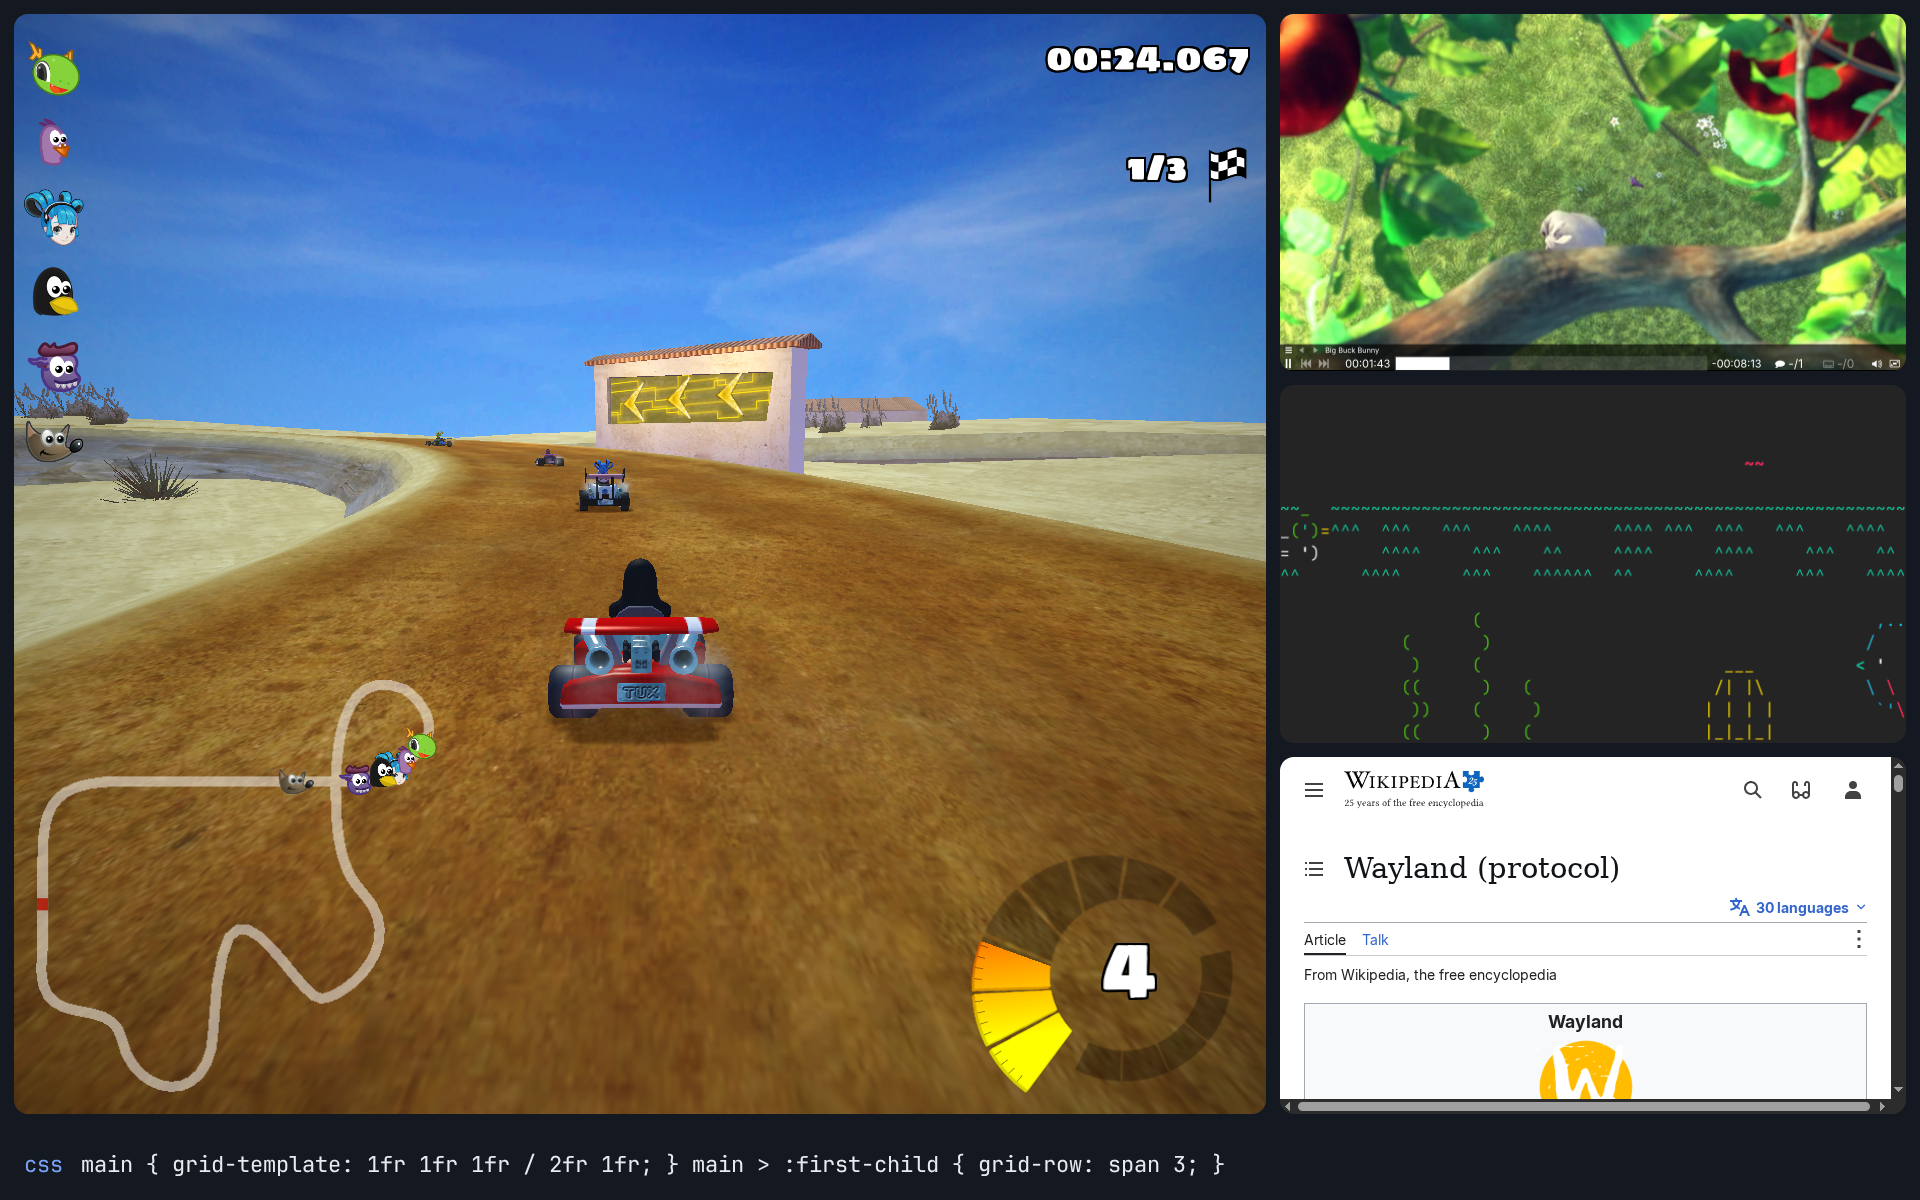 00:24.067
1/3
TUX
4
Big Buck Bunny
00:01:43
-00:08:13
-/1
-/0
WIKIPEDIA 25
25 years of the free encyclopedia
Wayland (protocol)
30 languages
Article Talk
From Wikipedia, the free encyclopedia
Wayland
W
css main { grid-template: 1fr 1fr 1fr / 2fr 1fr; } main > :first-child { grid-row: span 3; }